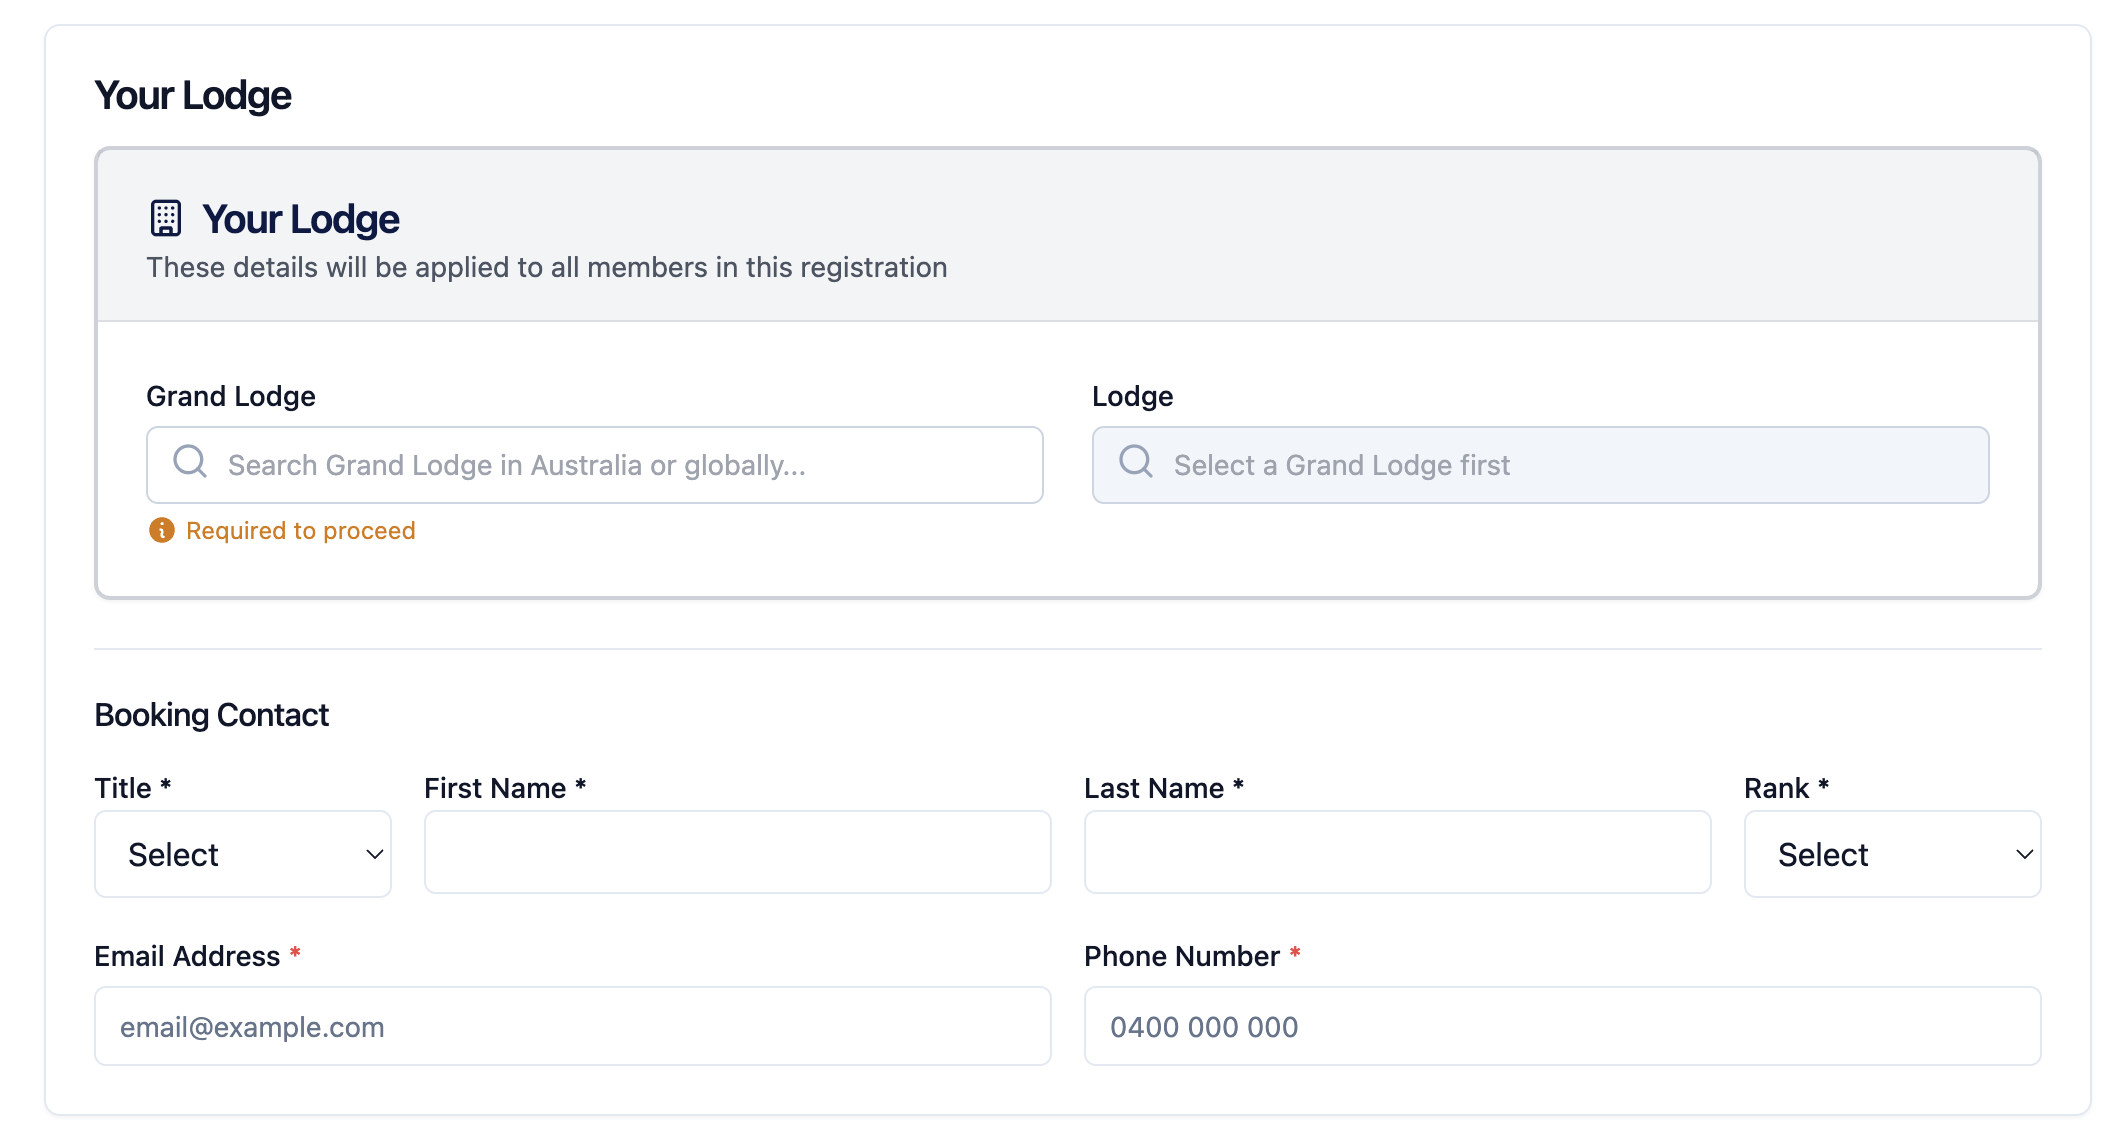 Your Lodge
Your Lodge
These details will be applied to all members in this registration
Grand Lodge
Lodge
Search Grand Lodge in Australia or globally...
Select a Grand Lodge first
Required to proceed
Booking Contact
Title *
First Name *
Last Name *
Rank *
Select
Select
Email Address *
Phone Number *
email@example.com
0400 000 000